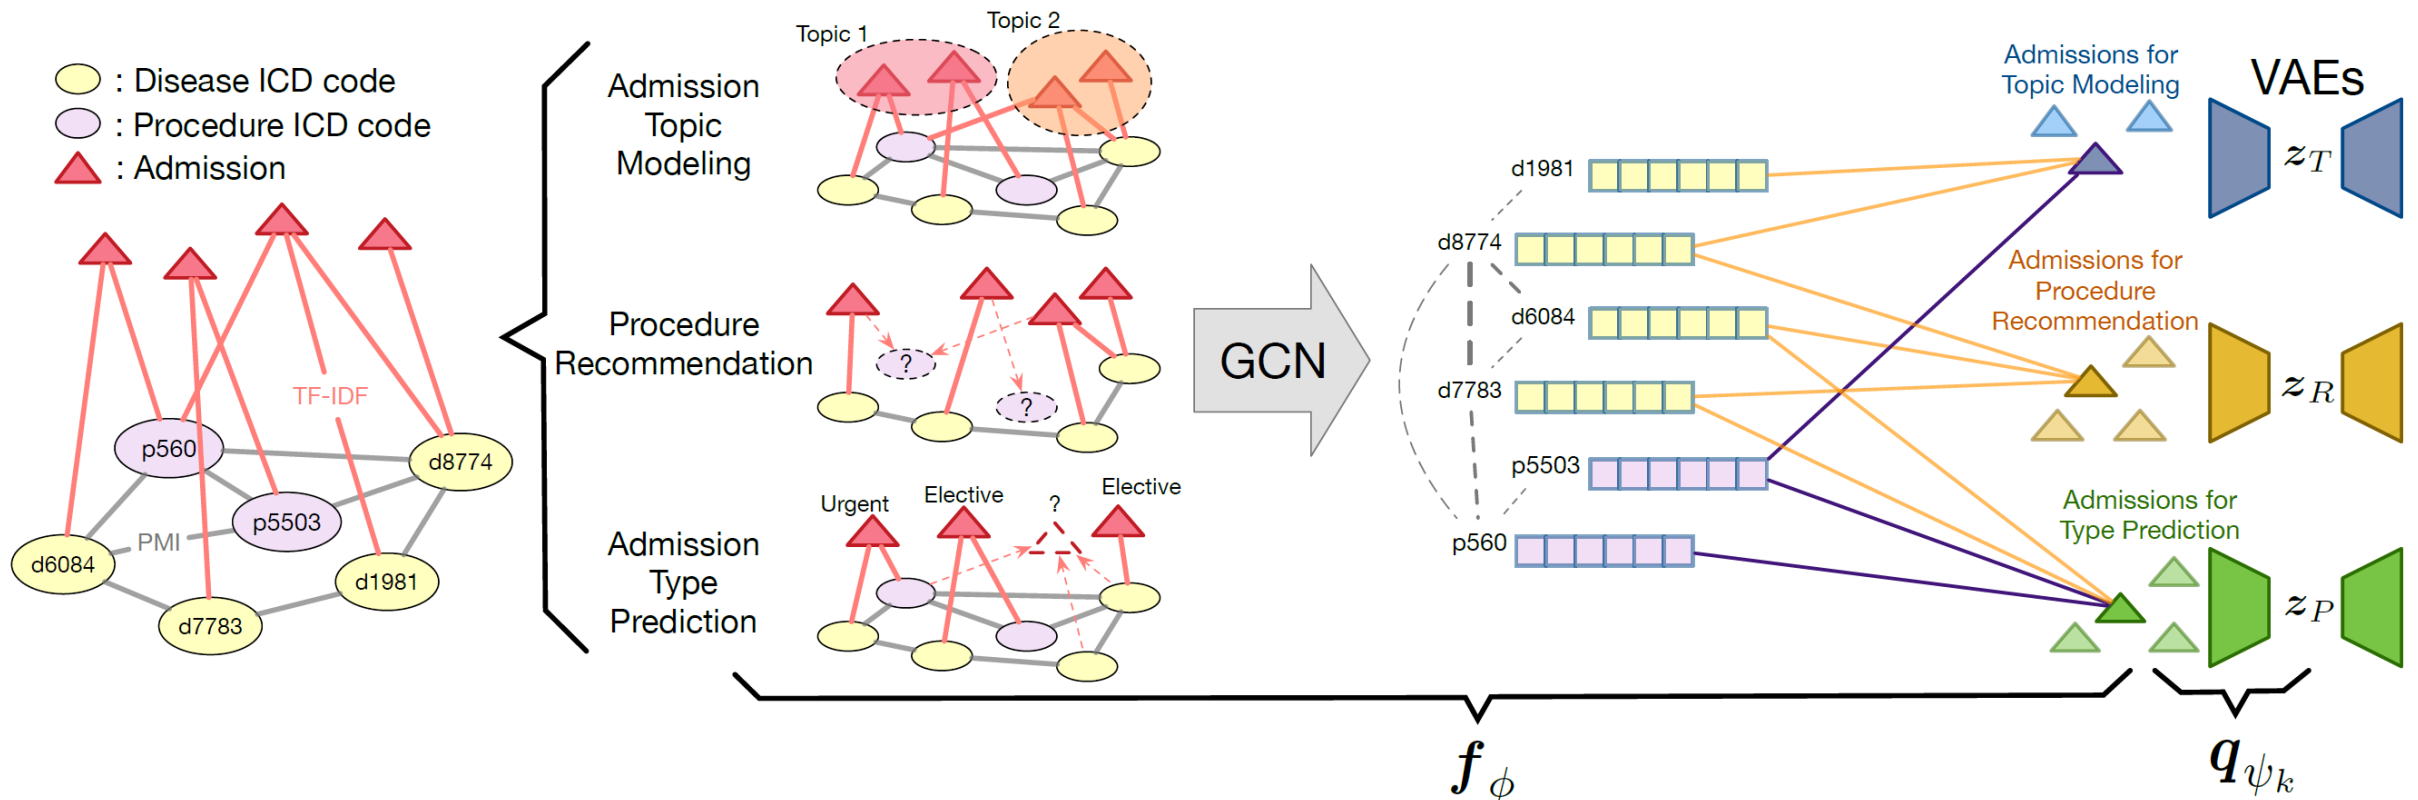 : Disease ICD code
: Procedure ICD code
: Admission
TF-IDF
p560
d8774
p5503
PMI
d6084
d1981
d7783
Admission
Topic
Modeling
Topic 1
Topic 2
Procedure
Recommendation
?
?
Admission
Type
Prediction
Urgent
Elective
?
Elective
GCN
d1981
d8774
d6084
d7783
p5503
p560
Admissions for
Topic Modeling
Admissions for
Procedure
Recommendation
Admissions for
Type Prediction
VAEs
z_T
z_R
z_P
f_ϕ
q_{ψ_k}